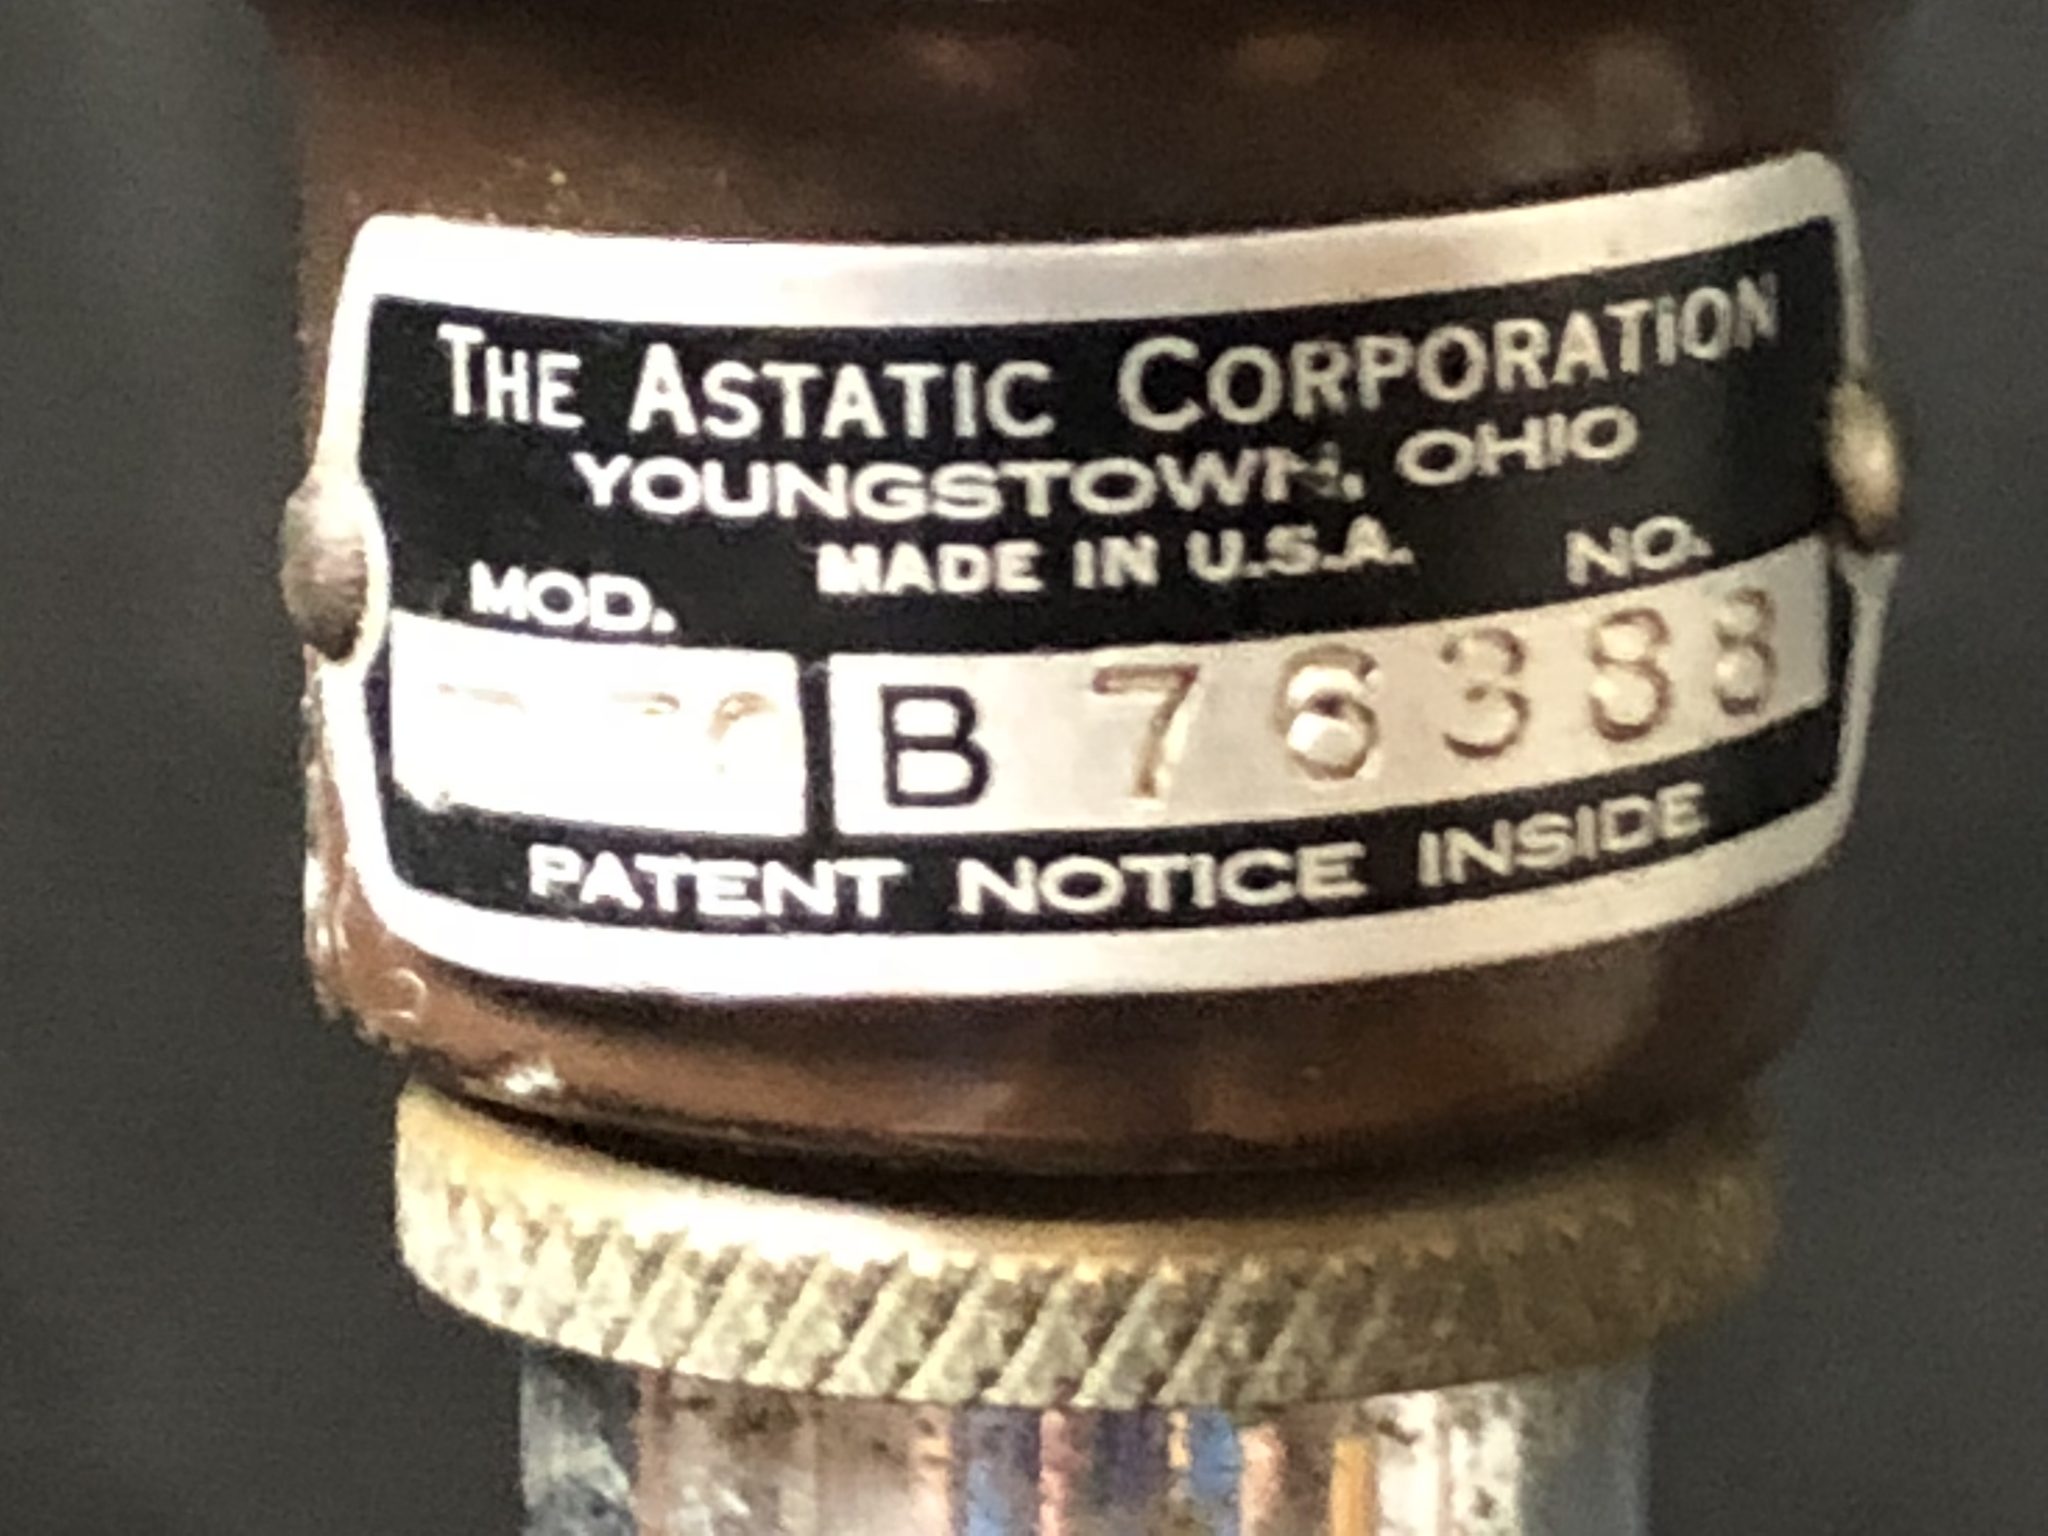 THE ASTATIC CORPORATION
YOUNGSTOWN, OHIO
MADE IN U.S.A.
MOD. NO.
B 76388
PATENT NOTICE INSIDE